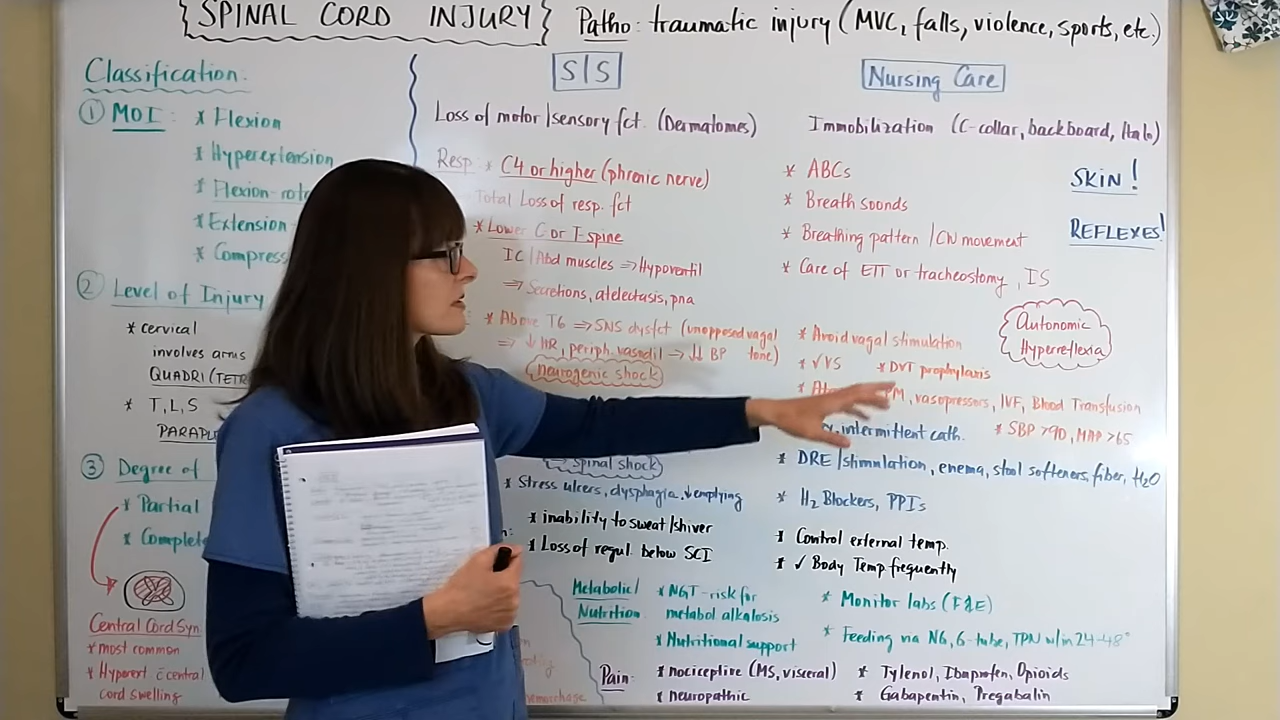 SPINAL CORD INJURY
Patho: traumatic injury (MVC, falls, violence, sports, etc.)
Classification:
① MOI: * Flexion
* Hyperextension
* Flexion-rot
* Extension
* Compress
② Level of Injury
* cervical
involves arms
QUADRI (TETR
* T, L, S
PARAPL
③ Degree of
* Partial
* Complete
Central Cord Syn
* most common
* Hyperext c̄ central
cord swelling
S/S
Loss of motor/sensory fct. (Dermatomes)
Resp: * C4 or higher (phrenic nerve)
Total Loss of resp. fct
* Lower C or T-spine
IC/Abd muscles => Hypoventil
=> Secretions, atelectasis, pna
* Above T6 => SNS dysfct (unopposed vagal
=> ↓ HR, periph. vasodil → ↓↓ BP tone)
neurogenic shock
spinal shock
* Stress ulcers, dysphagia, ↓ emptying
* inability to sweat/shiver
* Loss of regul. below SCI
Metabolic/ * NGT - risk for
Nutrition: metabol alkalosis
* Nutritional support
Pain: * nociceptive (MS, visceral)
* neuropathic
Nursing Care
Immobilization (C-collar, backboard, Halo)
* ABCs
* Breath sounds
* Breathing pattern / CW movement
* Care of ETT or tracheostomy, IS
SKIN!
REFLEXES!
Autonomic
Hyperreflexia
* Avoid vagal stimulation
* √ VS * DVT prophylaxis
PM, vasopressors, IVF, Blood Transfusion
intermittent cath. * SBP >90, MAP >65
* DRE/stimulation, enema, stool softeners, fiber, H₂O
* H₂ Blockers, PPIs
* Control external temp.
* √ Body Temp frequently
* Monitor labs (F&E)
* Feeding via NG, G-tube, TPN w/in 24-48°
* Tylenol, Ibuprofen, Opioids
* Gabapentin, Pregabalin